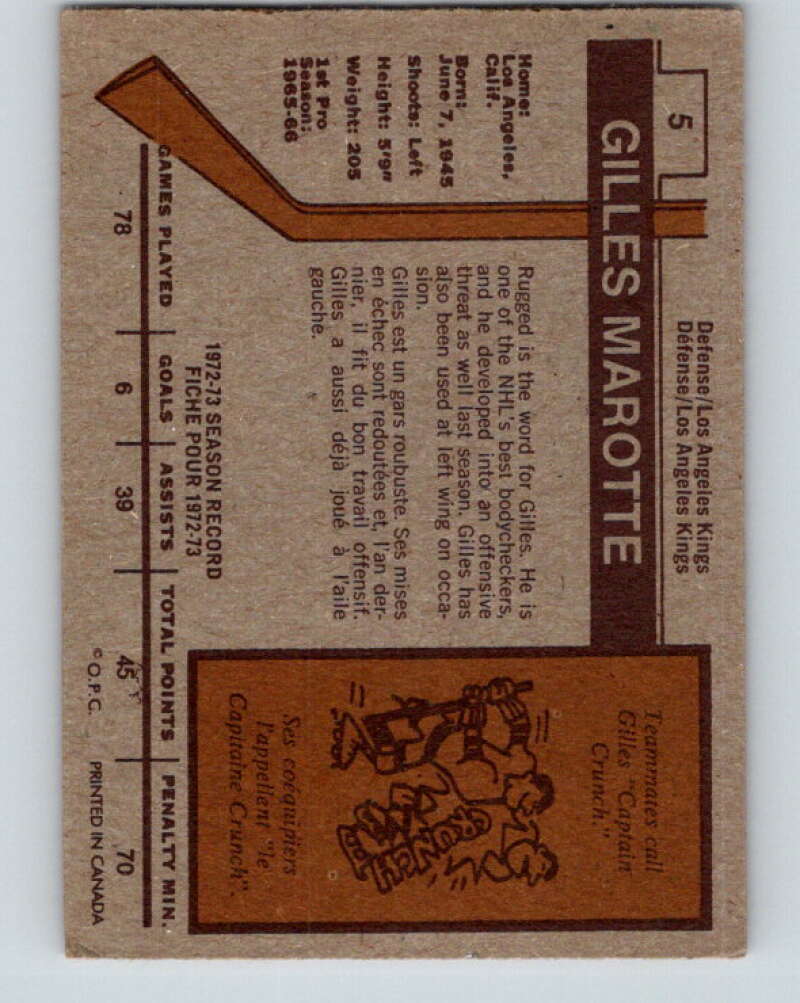 5
Defense/Los Angeles Kings
Défense/Los Angeles Kings
GILLES MAROTTE
Home:
Los Angeles,
Calif.
Born:
June 7, 1945
Shoots: Left
Height: 5'9"
Weight: 205
1st Pro
Season:
1965-66
Rugged is the word for Gilles. He is
one of the NHL's best bodycheckers,
and he developed into an offensive
threat as well last season. Gilles has
also been used at left wing on occa-
sion.
Gilles est un gars roubuste. Ses mises
en échec sont redoutées et, l'an der-
nier, il fit du bon travail offensif.
Gilles a aussi déjà joué à l'aile
gauche.
Teammates call
Gilles "Captain
Crunch."
CRUNCH
Ses coéquipiers
l'appellent "le
Capitaine Crunch".
1972-73 SEASON RECORD
FICHE POUR 1972-73
GAMES PLAYED GOALS ASSISTS TOTAL POINTS PENALTY MIN.
78 6 39 45 70
© O.P.C. PRINTED IN CANADA